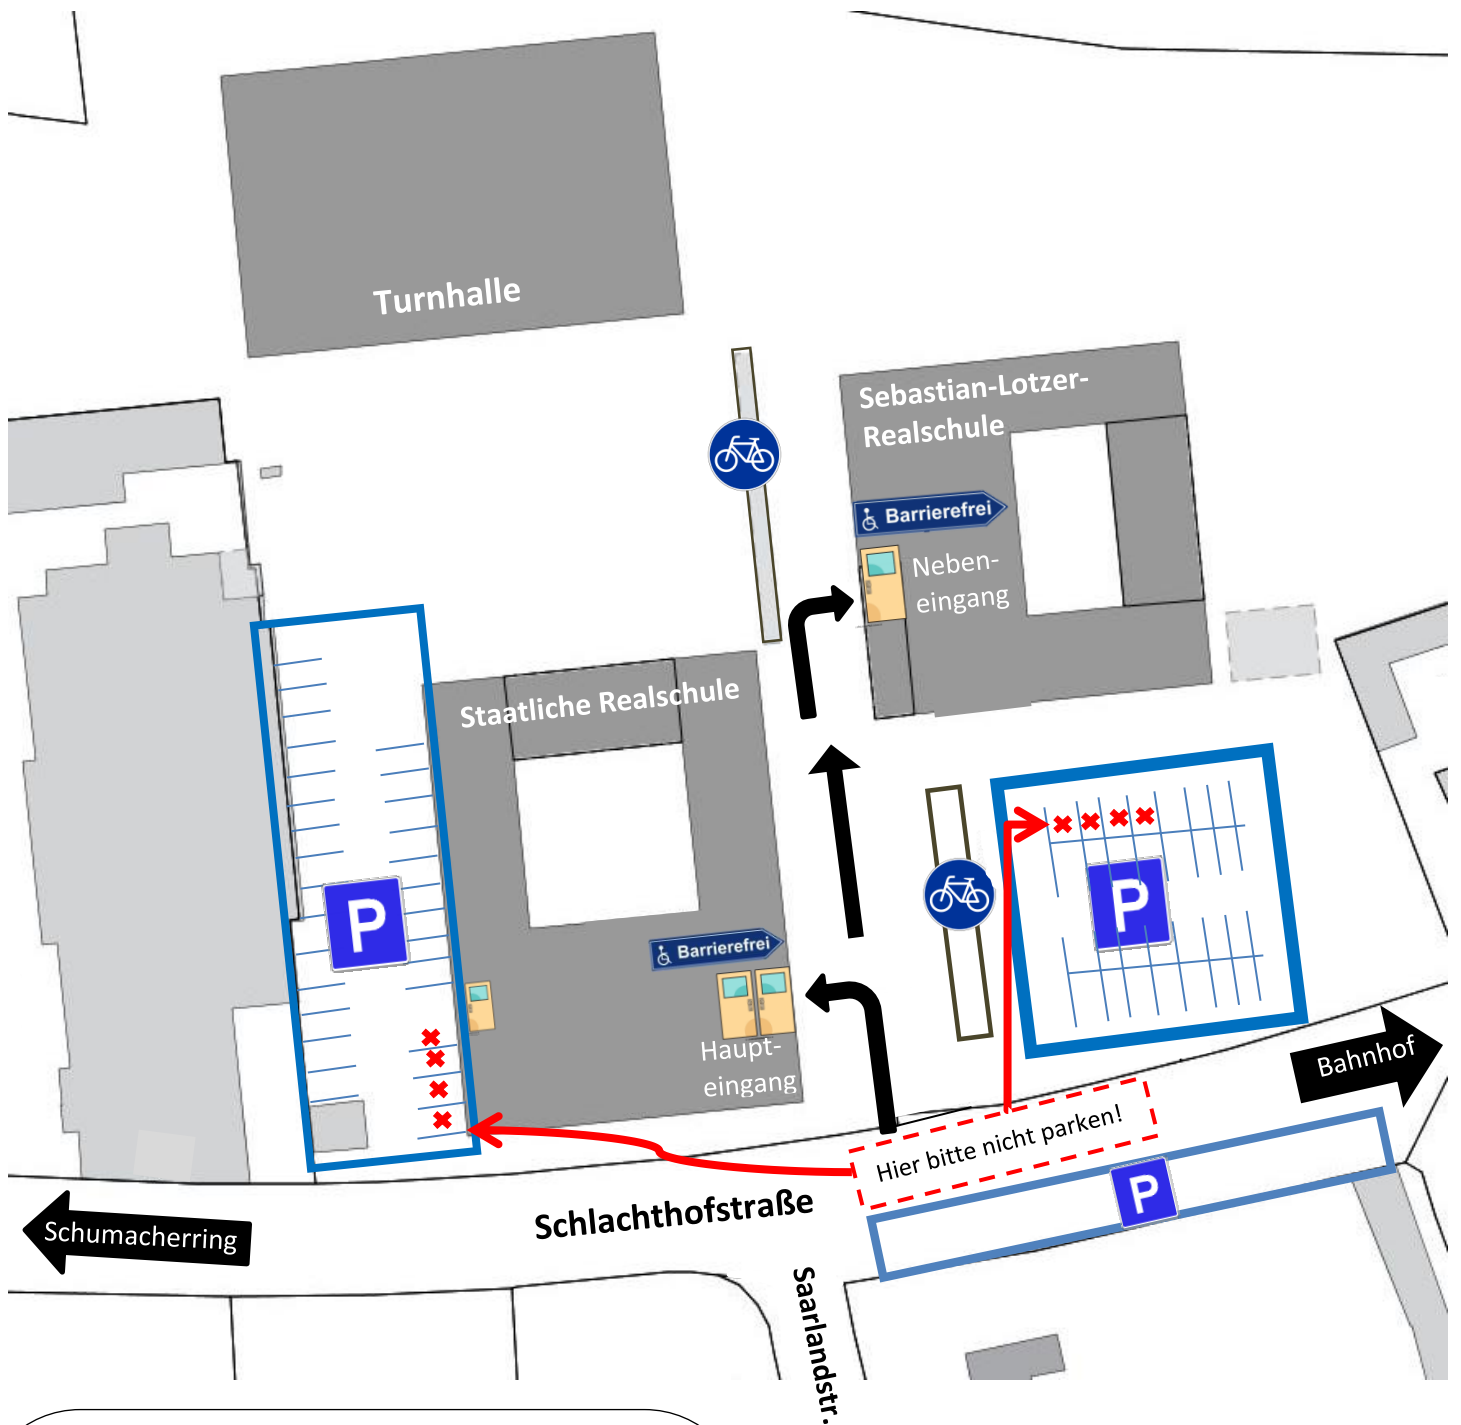 Turnhalle
Sebastian-Lotzer-
Realschule
Barrierefrei
Neben-
eingang
Staatliche Realschule
P
P
Barrierefrei
Haupt-
eingang
Bahnhof
Hier bitte nicht parken!
P
Schlachthofstraße
Schumacherring
Saarlandstr.